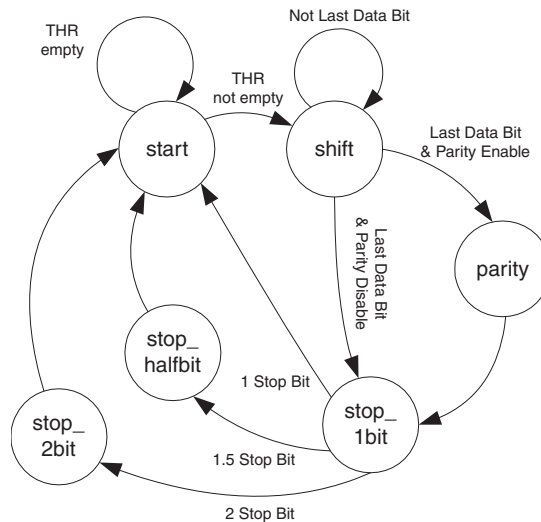 THR
empty
Not Last Data Bit
THR
not empty
start
shift
Last Data Bit
& Parity Enable
Last Data Bit
& Parity Disable
parity
stop_
halfbit
1 Stop Bit
stop_
1bit
stop_
2bit
1.5 Stop Bit
2 Stop Bit